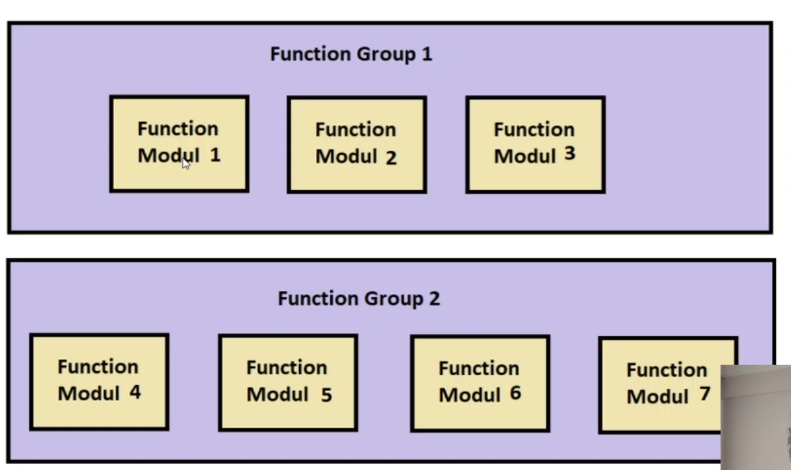 Function Group 1
Function
Modul 1
Function
Modul 2
Function
Modul 3
Function Group 2
Function
Modul 4
Function
Modul 5
Function
Modul 6
Function
Modul 7